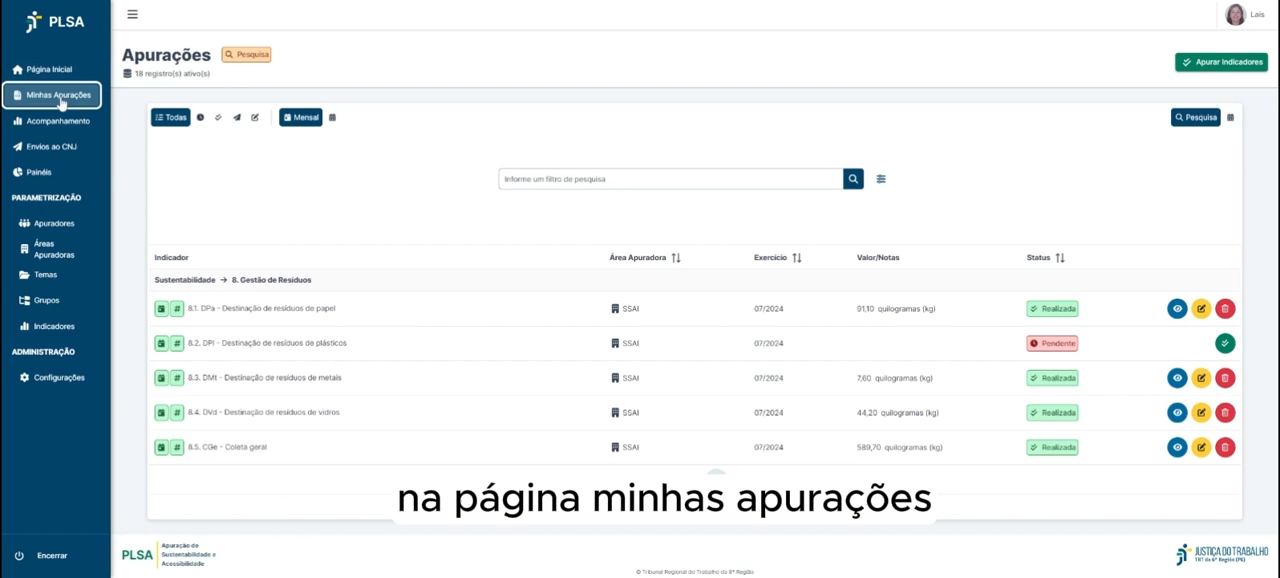 PLSA
Lais
Apurações
Pesquisa
18 registro(s) ativo(s)
Apurar Indicadores
Página Inicial
Minhas Apurações
Acompanhamento
Envios ao CNJ
Painéis
PARAMETRIZAÇÃO
Apuradores
Áreas
Apuradoras
Temas
Grupos
Indicadores
ADMINISTRAÇÃO
Configurações
Encerrar
Todas
Mensal
Pesquisa
Informe um filtro de pesquisa
Indicador Área Apuradora Exercício Valor/Notas Status
Sustentabilidade → 8. Gestão de Resíduos
# 8.1. DPa - Destinação de resíduos de papel SSAI 07/2024 91,10 quilogramas (kg) Realizada
# 8.2. DPl - Destinação de resíduos de plásticos SSAI 07/2024 Pendente
# 8.3. DMt - Destinação de resíduos de metais SSAI 07/2024 7,60 quilogramas (kg) Realizada
# 8.4. DVd - Destinação de resíduos de vidros SSAI 07/2024 44,20 quilogramas (kg) Realizada
# 8.5. CGe - Coleta geral SSAI 07/2024 589,70 quilogramas (kg) Realizada
na página minhas apurações
PLSA
Apuração de
Sustentabilidade e
Acessibilidade
© Tribunal Regional do Trabalho da 6ª Região
JUSTIÇA DO TRABALHO
TRT da 6ª Região (PE)